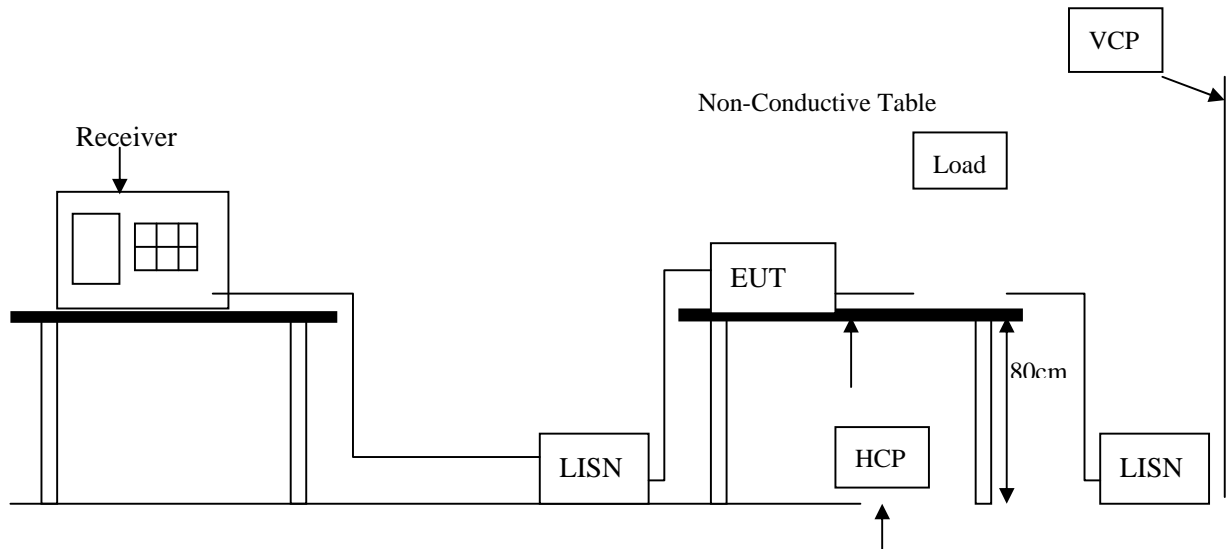 VCP
Non-Conductive Table
Receiver
Load
EUT
80cm
LISN
HCP
LISN